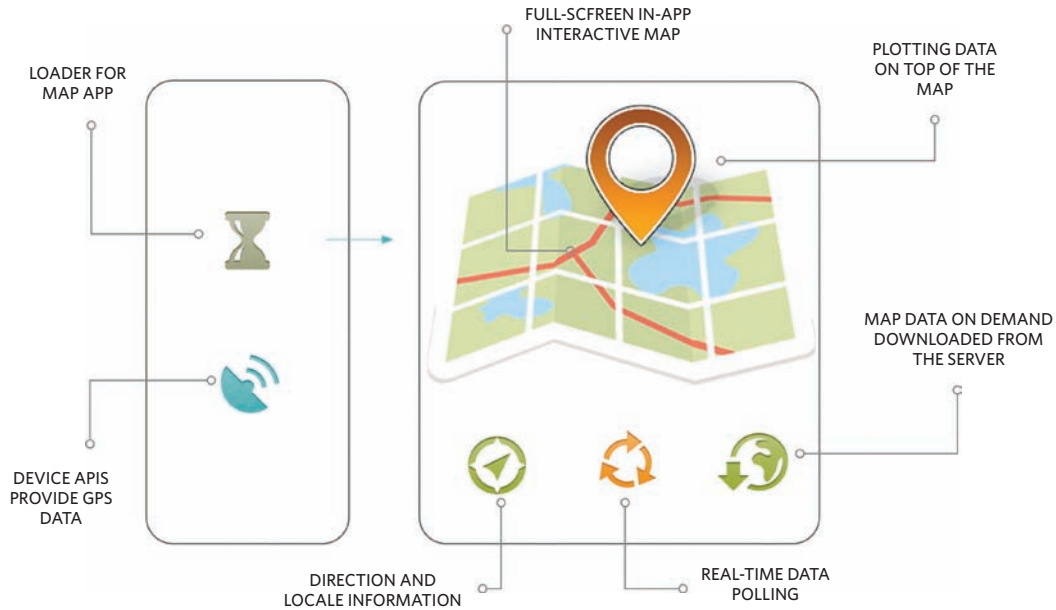 FULL-SCFREEN IN-APP
INTERACTIVE MAP
PLOTTING DATA
ON TOP OF THE
MAP
LOADER FOR
MAP APP
MAP DATA ON DEMAND
DOWNLOADED FROM
THE SERVER
DEVICE APIS
PROVIDE GPS
DATA
DIRECTION AND
LOCALE INFORMATION
REAL-TIME DATA
POLLING